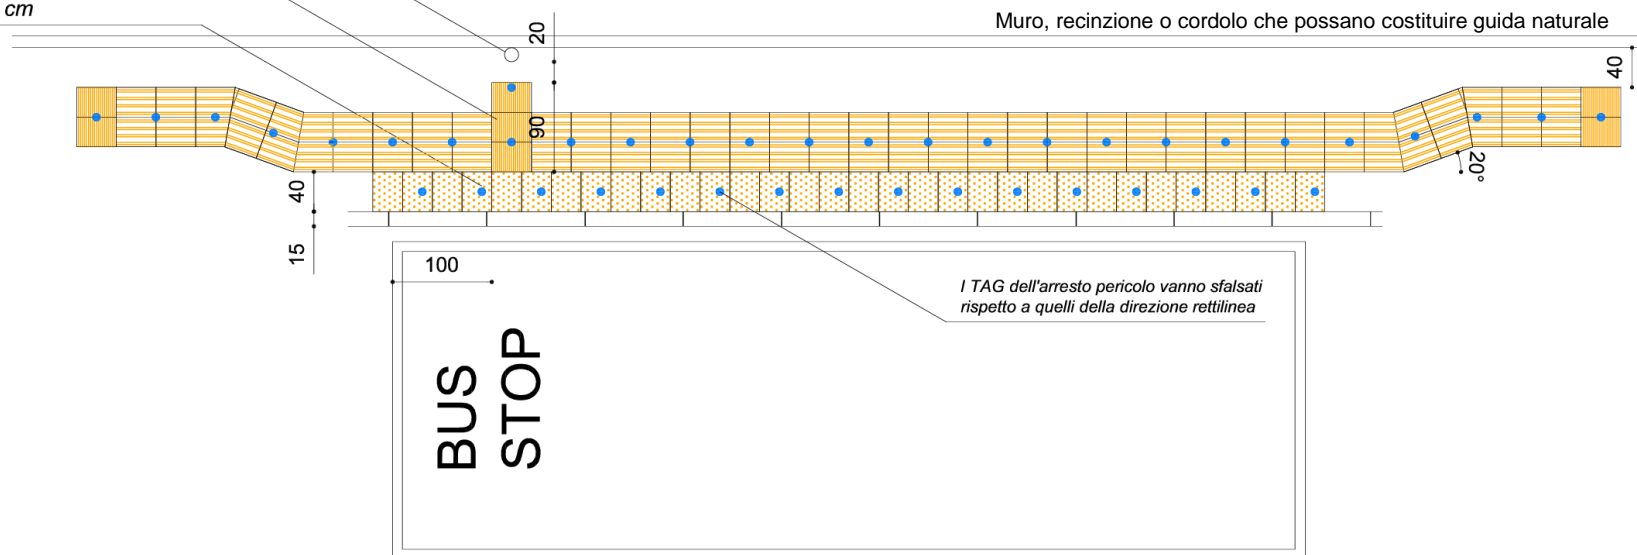 cm
Muro, recinzione o cordolo che possano costituire guida naturale
20
40
90
20°
40
15
100
I TAG dell'arresto pericolo vanno sfalsati
rispetto a quelli della direzione rettilinea
BUS
STOP